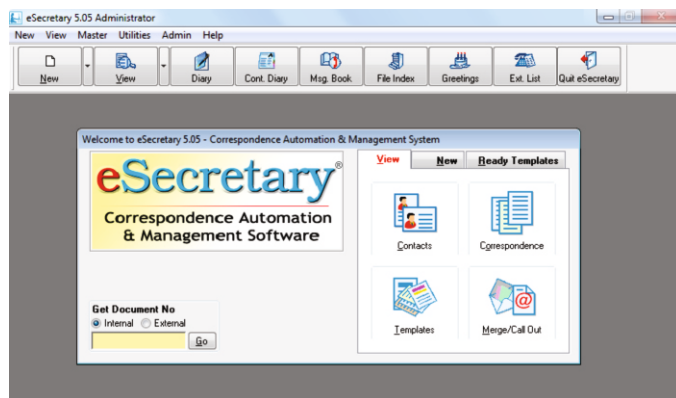 eSecretary 5.05 Administrator
New View Master Utilities Admin Help
New View Diary Cont. Diary Msg. Book File Index Greetings Ext. List Quit eSecretary
Welcome to eSecretary 5.05 - Correspondence Automation & Management System
View New Ready Templates
eSecretary®
Correspondence Automation
& Management Software
Contacts Correspondence
Get Document No
Internal External
Go
Templates Merge/Call Out